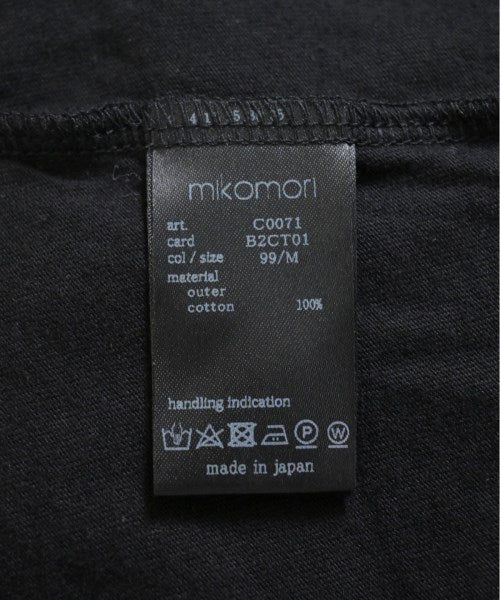 mikomori
art. C0071
card B2CT01
col / size 99/M
material
outer
cotton 100%
handling indication
P W
made in japan